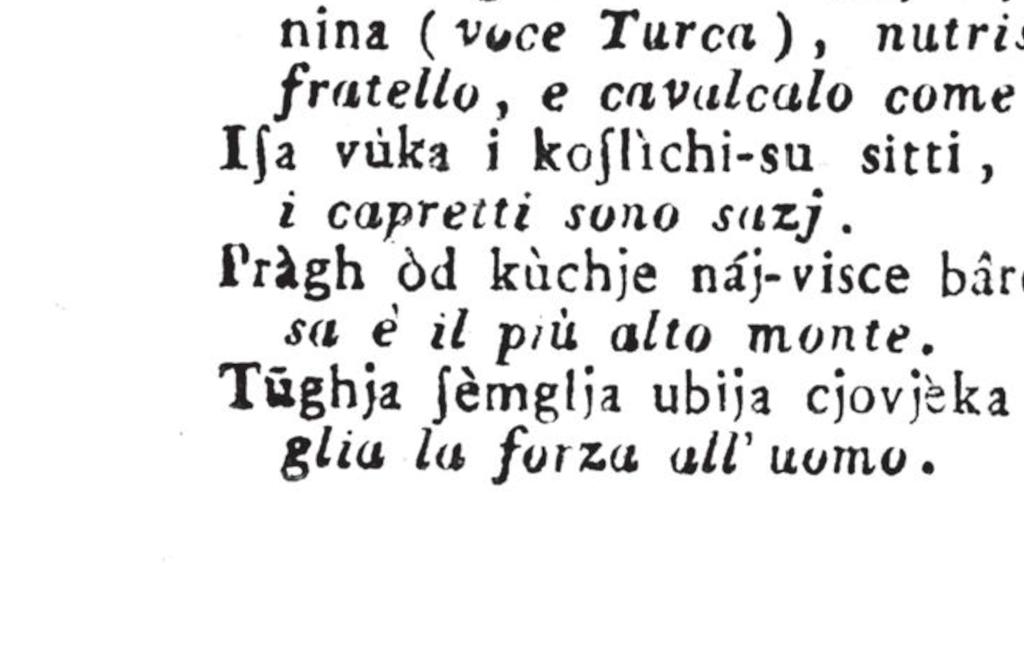 nina ( voce Turca ) , nutris
fratello , e cavalcalo come
Iſa vùka i koſlìchi-su sitti ,
i capretti sono sazj .
Pràgh òd kùchje náj-visce bâr
sa è il più alto monte .
Tūghja ſèmglja ubija cjovjèka
glia la forza all' uomo .